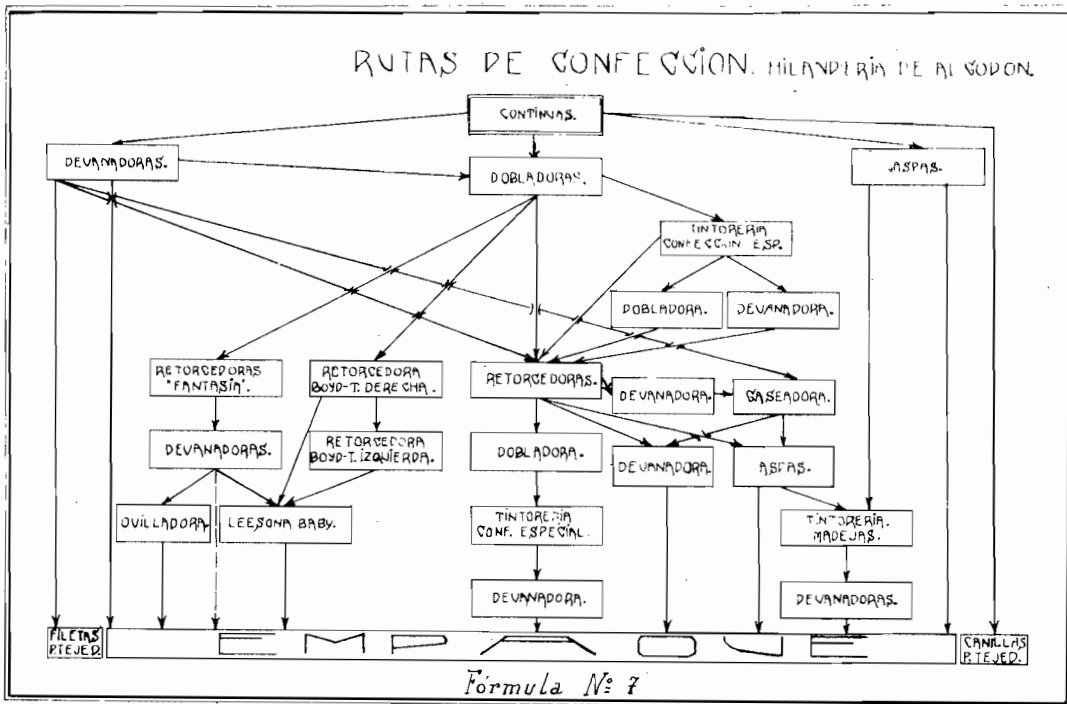 RUTAS DE CONFECCION. HILANDERIA DE ALGODON.
CONTINUAS.
DEVANADORAS.
DOBLADORAS.
ASPAS.
TINTORERIA
CONFECCION ESP.
DOBLADORA.
DEVANADORA.
RETORCEDORAS
"FANTASIA".
RETORCEDORA
BOYD-T. DERECHA.
RETORCEDORAS.
DEVANADORA.
GASEADORA.
DEVANADORAS.
RETORCEDORA
BOYD-T. IZQUIERDA.
DOBLADORA.
DEVANADORA.
ASPAS.
OVILLADORA
LEESONA BABY.
TINTORERIA
CONF. ESPECIAL.
TINTORERIA.
MADEJAS.
DEVANADORA.
DEVANADORAS.
FILETAS
P. TEJED.
EMPAQUE
CANILLAS
P. TEJED.
Fórmula Nº 7